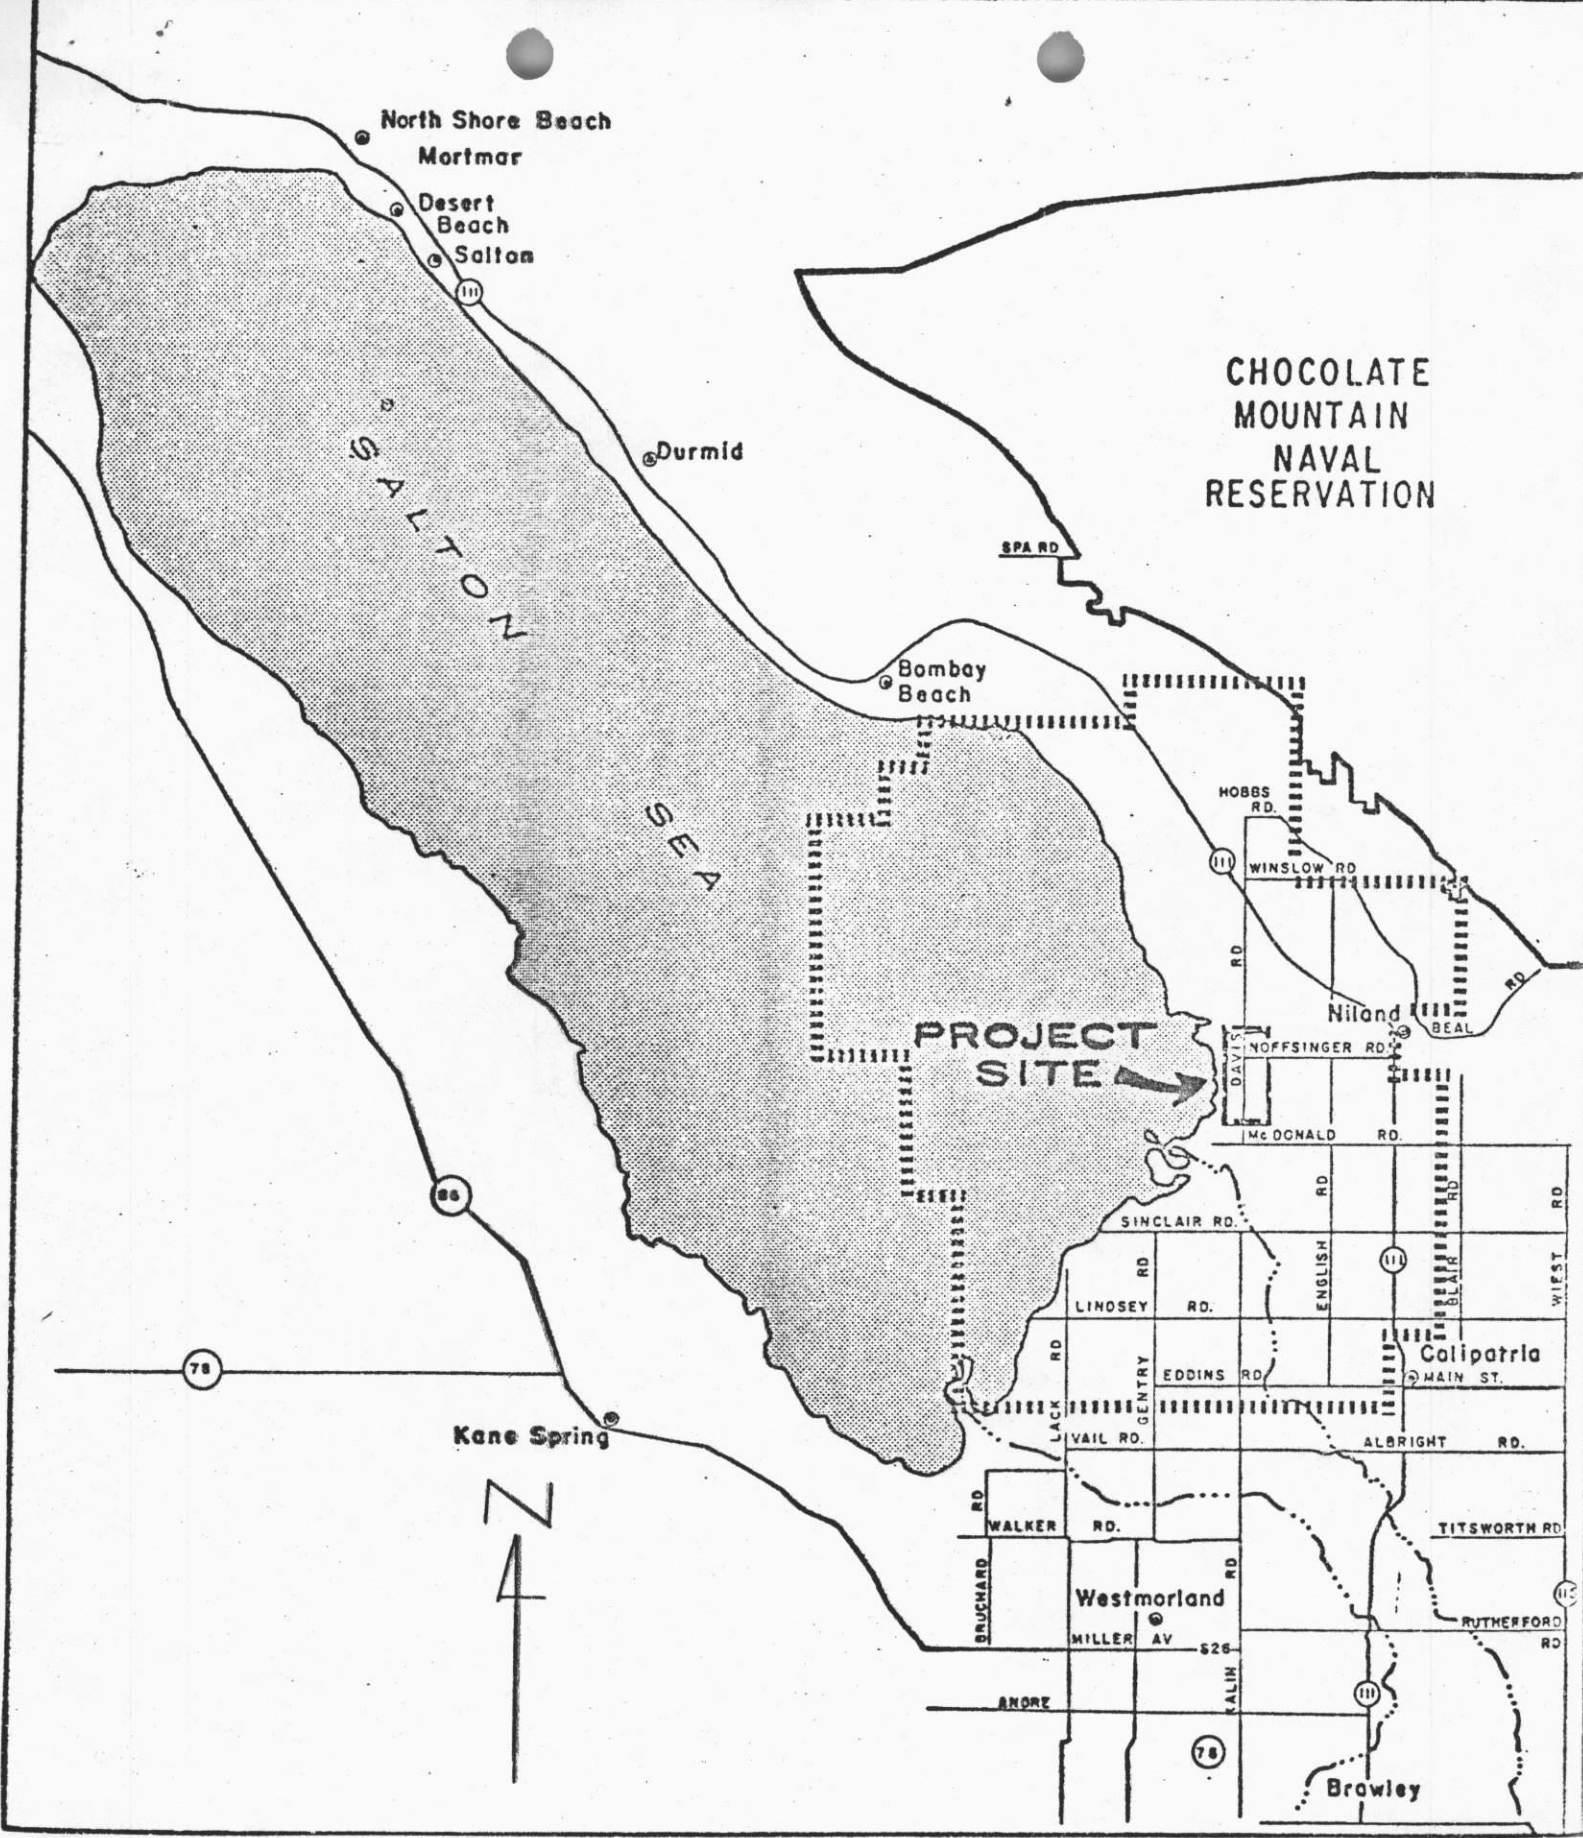 North Shore Beach
Mortmar
Desert
Beach
Salton
111
SALTON
SEA
Durmid
CHOCOLATE
MOUNTAIN
NAVAL
RESERVATION
SPA RD
Bombay
Beach
HOBBS
RD.
111
WINSLOW RD
RD
DAVIS
RD
Niland
BEAL
NOFFSINGER RD.
PROJECT
SITE
McDONALD RD.
SINCLAIR RD.
RD
ENGLISH
111
RD
BLAIR
RD
WIEST
86
LINDSEY RD.
RD
GENTRY
RD
LACK
78
EDDINS RD
Calipatria
MAIN ST.
VAIL RD.
ALBRIGHT RD.
Kane Spring
N
RD
BRUCHARD
WALKER RD.
TITSWORTH RD
RD
KALIN
Westmorland
MILLER AV
S26
RUTHERFORD
RD
111
ANDRE
78
Brawley